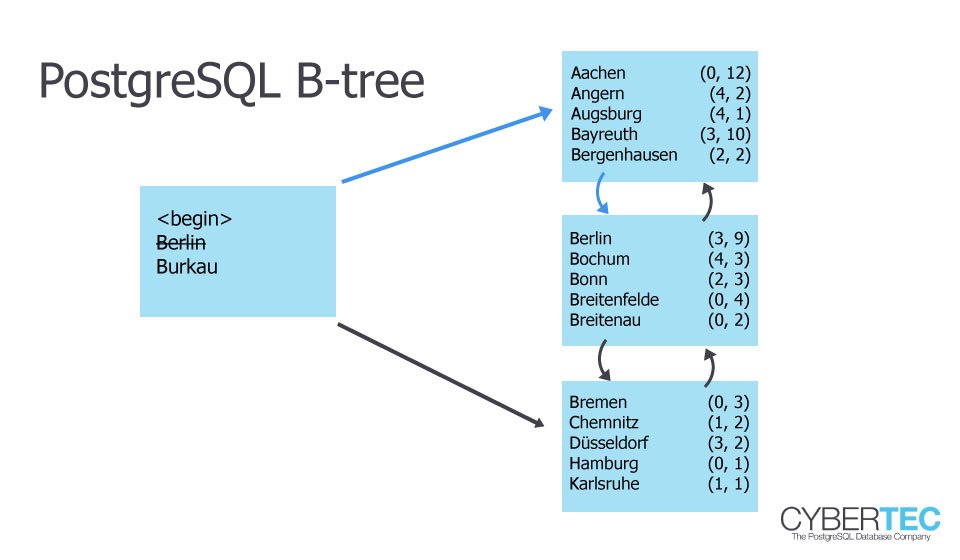 PostgreSQL B-tree
<begin>
Berlin
Burkau
Aachen (0, 12)
Angern (4, 2)
Augsburg (4, 1)
Bayreuth (3, 10)
Bergenhausen (2, 2)
Berlin (3, 9)
Bochum (4, 3)
Bonn (2, 3)
Breitenfelde (0, 4)
Breitenau (0, 2)
Bremen (0, 3)
Chemnitz (1, 2)
Düsseldorf (3, 2)
Hamburg (0, 1)
Karlsruhe (1, 1)
CYBERTEC
The PostgreSQL Database Company